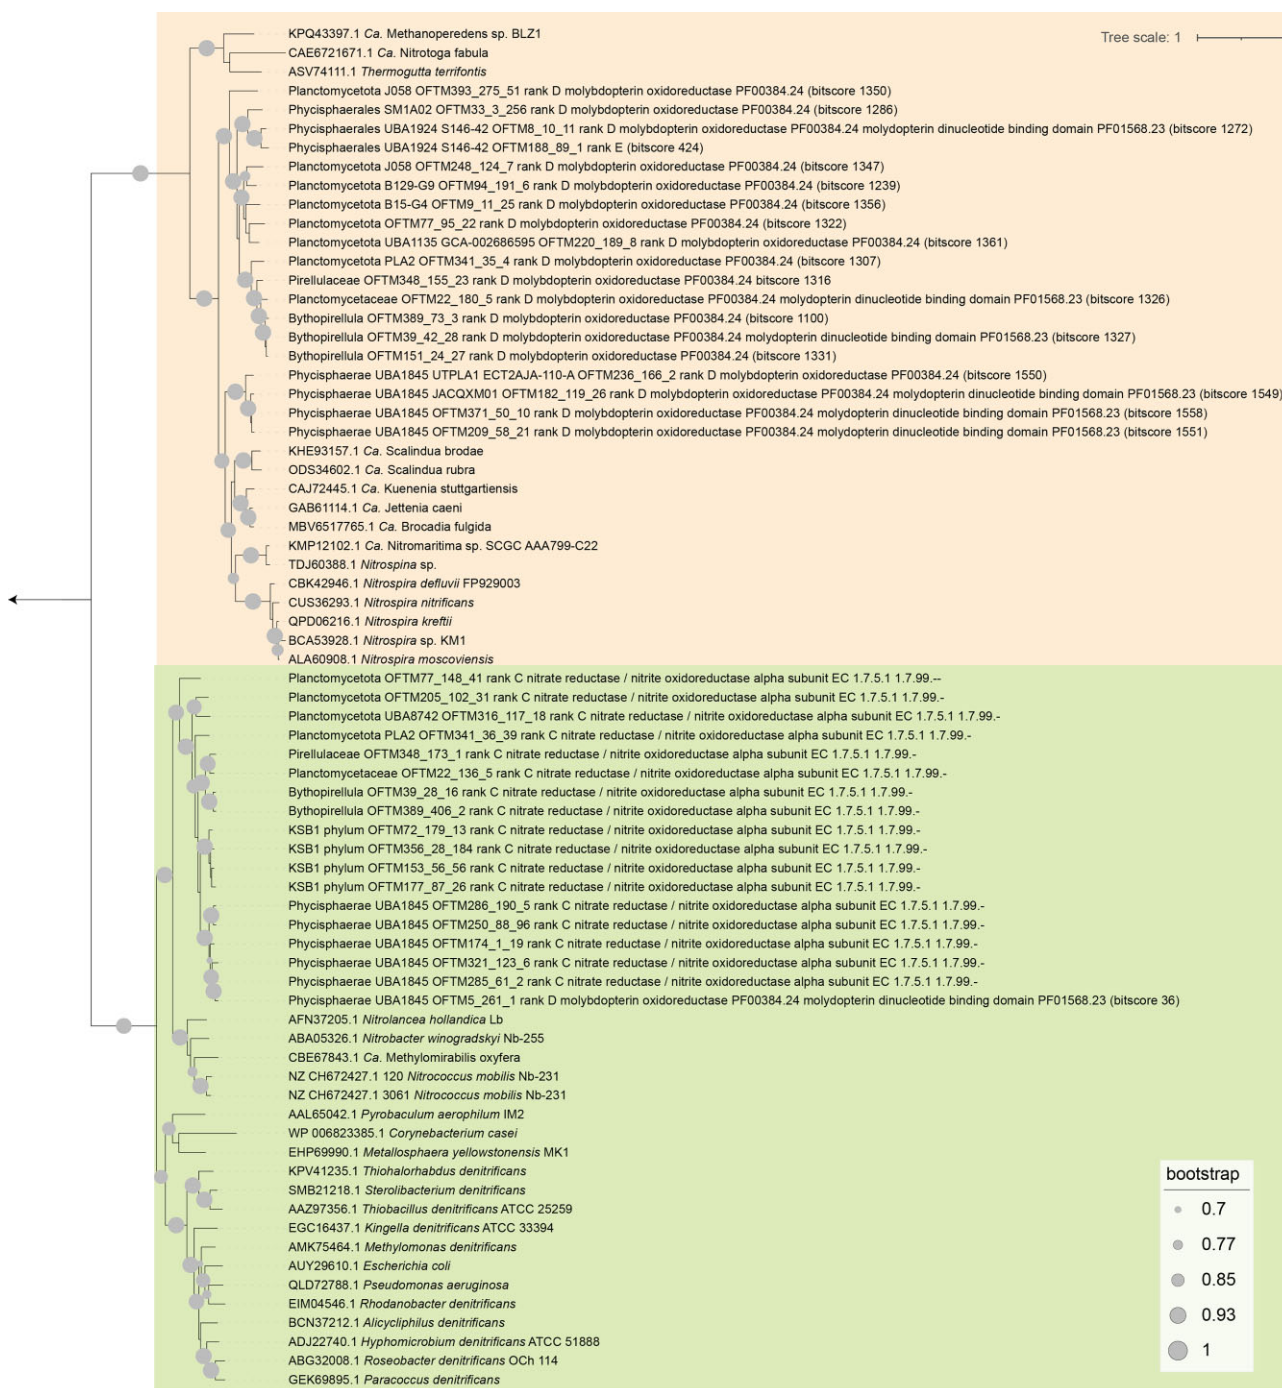 Tree scale: 1
KPQ43397.1 Ca. Methanoperedens sp. BLZ1
CAE6721671.1 Ca. Nitrotoga fabula
ASV74111.1 Thermogutta terrifontis
Planctomycetota J058 OFTM393_275_51 rank D molybdopterin oxidoreductase PF00384.24 (bitscore 1350)
Phycisphaerales SM1A02 OFTM33_3_256 rank D molybdopterin oxidoreductase PF00384.24 (bitscore 1286)
Phycisphaerales UBA1924 S146-42 OFTM8_10_11 rank D molybdopterin oxidoreductase PF00384.24 molydopterin dinucleotide binding domain PF01568.23 (bitscore 1272)
Phycisphaerales UBA1924 S146-42 OFTM188_89_1 rank E (bitscore 424)
Planctomycetota J058 OFTM248_124_7 rank D molybdopterin oxidoreductase PF00384.24 (bitscore 1347)
Planctomycetota B129-G9 OFTM94_191_6 rank D molybdopterin oxidoreductase PF00384.24 (bitscore 1239)
Planctomycetota B15-G4 OFTM9_11_25 rank D molybdopterin oxidoreductase PF00384.24 (bitscore 1356)
Planctomycetota OFTM77_95_22 rank D molybdopterin oxidoreductase PF00384.24 (bitscore 1322)
Planctomycetota UBA1135 GCA-002686595 OFTM220_189_8 rank D molybdopterin oxidoreductase PF00384.24 (bitscore 1361)
Planctomycetota PLA2 OFTM341_35_4 rank D molybdopterin oxidoreductase PF00384.24 (bitscore 1307)
Pirellulaceae OFTM348_155_23 rank D molybdopterin oxidoreductase PF00384.24 bitscore 1316
Planctomycetaceae OFTM22_180_5 rank D molybdopterin oxidoreductase PF00384.24 molydopterin dinucleotide binding domain PF01568.23 (bitscore 1326)
Bythopirellula OFTM389_73_3 rank D molybdopterin oxidoreductase PF00384.24 (bitscore 1100)
Bythopirellula OFTM39_42_28 rank D molybdopterin oxidoreductase PF00384.24 molydopterin dinucleotide binding domain PF01568.23 (bitscore 1327)
Bythopirellula OFTM151_24_27 rank D molybdopterin oxidoreductase PF00384.24 (bitscore 1331)
Phycisphaerae UBA1845 UTPLA1 ECT2AJA-110-A OFTM236_166_2 rank D molybdopterin oxidoreductase PF00384.24 (bitscore 1550)
Phycisphaerae UBA1845 JACQXM01 OFTM182_119_26 rank D molybdopterin oxidoreductase PF00384.24 molydopterin dinucleotide binding domain PF01568.23 (bitscore 1549)
Phycisphaerae UBA1845 OFTM371_50_10 rank D molybdopterin oxidoreductase PF00384.24 molydopterin dinucleotide binding domain PF01568.23 (bitscore 1558)
Phycisphaerae UBA1845 OFTM209_58_21 rank D molybdopterin oxidoreductase PF00384.24 molydopterin dinucleotide binding domain PF01568.23 (bitscore 1551)
KHE93157.1 Ca. Scalindua brodae
ODS34602.1 Ca. Scalindua rubra
CAJ72445.1 Ca. Kuenenia stuttgartiensis
GAB61114.1 Ca. Jettenia caeni
MBV6517765.1 Ca. Brocadia fulgida
KMP12102.1 Ca. Nitromaritima sp. SCGC AAA799-C22
TDJ60388.1 Nitrospina sp.
CBK42946.1 Nitrospira defluvii FP929003
CUS36293.1 Nitrospira nitrificans
QPD06216.1 Nitrospira kreftii
BCA53928.1 Nitrospira sp. KM1
ALA60908.1 Nitrospira moscoviensis
Planctomycetota OFTM77_148_41 rank C nitrate reductase / nitrite oxidoreductase alpha subunit EC 1.7.5.1 1.7.99.--
Planctomycetota OFTM205_102_31 rank C nitrate reductase / nitrite oxidoreductase alpha subunit EC 1.7.5.1 1.7.99.-
Planctomycetota UBA8742 OFTM316_117_18 rank C nitrate reductase / nitrite oxidoreductase alpha subunit EC 1.7.5.1 1.7.99.-
Planctomycetota PLA2 OFTM341_36_39 rank C nitrate reductase / nitrite oxidoreductase alpha subunit EC 1.7.5.1 1.7.99.-
Pirellulaceae OFTM348_173_1 rank C nitrate reductase / nitrite oxidoreductase alpha subunit EC 1.7.5.1 1.7.99.-
Planctomycetaceae OFTM22_136_5 rank C nitrate reductase / nitrite oxidoreductase alpha subunit EC 1.7.5.1 1.7.99.-
Bythopirellula OFTM39_28_16 rank C nitrate reductase / nitrite oxidoreductase alpha subunit EC 1.7.5.1 1.7.99.-
Bythopirellula OFTM389_406_2 rank C nitrate reductase / nitrite oxidoreductase alpha subunit EC 1.7.5.1 1.7.99.-
KSB1 phylum OFTM72_179_13 rank C nitrate reductase / nitrite oxidoreductase alpha subunit EC 1.7.5.1 1.7.99.-
KSB1 phylum OFTM356_28_184 rank C nitrate reductase / nitrite oxidoreductase alpha subunit EC 1.7.5.1 1.7.99.-
KSB1 phylum OFTM153_56_56 rank C nitrate reductase / nitrite oxidoreductase alpha subunit EC 1.7.5.1 1.7.99.-
KSB1 phylum OFTM177_87_26 rank C nitrate reductase / nitrite oxidoreductase alpha subunit EC 1.7.5.1 1.7.99.-
Phycisphaerae UBA1845 OFTM286_190_5 rank C nitrate reductase / nitrite oxidoreductase alpha subunit EC 1.7.5.1 1.7.99.-
Phycisphaerae UBA1845 OFTM250_88_96 rank C nitrate reductase / nitrite oxidoreductase alpha subunit EC 1.7.5.1 1.7.99.-
Phycisphaerae UBA1845 OFTM174_1_19 rank C nitrate reductase / nitrite oxidoreductase alpha subunit EC 1.7.5.1 1.7.99.-
Phycisphaerae UBA1845 OFTM321_123_6 rank C nitrate reductase / nitrite oxidoreductase alpha subunit EC 1.7.5.1 1.7.99.-
Phycisphaerae UBA1845 OFTM285_61_2 rank C nitrate reductase / nitrite oxidoreductase alpha subunit EC 1.7.5.1 1.7.99.-
Phycisphaerae UBA1845 OFTM5_261_1 rank D molybdopterin oxidoreductase PF00384.24 molydopterin dinucleotide binding domain PF01568.23 (bitscore 36)
AFN37205.1 Nitrolancea hollandica Lb
ABA05326.1 Nitrobacter winogradskyi Nb-255
CBE67843.1 Ca. Methylomirabilis oxyfera
NZ CH672427.1 120 Nitrococcus mobilis Nb-231
NZ CH672427.1 3061 Nitrococcus mobilis Nb-231
AAL65042.1 Pyrobaculum aerophilum IM2
WP 006823385.1 Corynebacterium casei
EHP69990.1 Metallosphaera yellowstonensis MK1
KPV41235.1 Thiohalorhabdus denitrificans
SMB21218.1 Sterolibacterium denitrificans
AAZ97356.1 Thiobacillus denitrificans ATCC 25259
EGC16437.1 Kingella denitrificans ATCC 33394
AMK75464.1 Methylomonas denitrificans
AUY29610.1 Escherichia coli
QLD72788.1 Pseudomonas aeruginosa
EIM04546.1 Rhodanobacter denitrificans
BCN37212.1 Alicycliphilus denitrificans
ADJ22740.1 Hyphomicrobium denitrificans ATCC 51888
ABG32008.1 Roseobacter denitrificans OCh 114
GEK69895.1 Paracoccus denitrificans
bootstrap
0.7
0.77
0.85
0.93
1